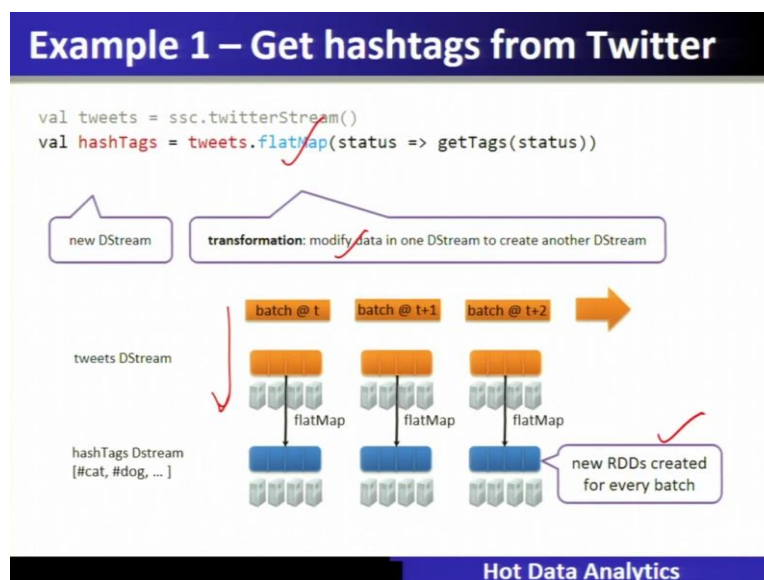 Example 1 – Get hashtags from Twitter
val tweets = ssc.twitterStream()
val hashTags = tweets.flatMap(status => getTags(status))
new DStream
transformation: modify data in one DStream to create another DStream
batch @ t
batch @ t+1
batch @ t+2
tweets DStream
flatMap
flatMap
flatMap
hashTags Dstream
[#cat, #dog, … ]
new RDDs created
for every batch
Hot Data Analytics